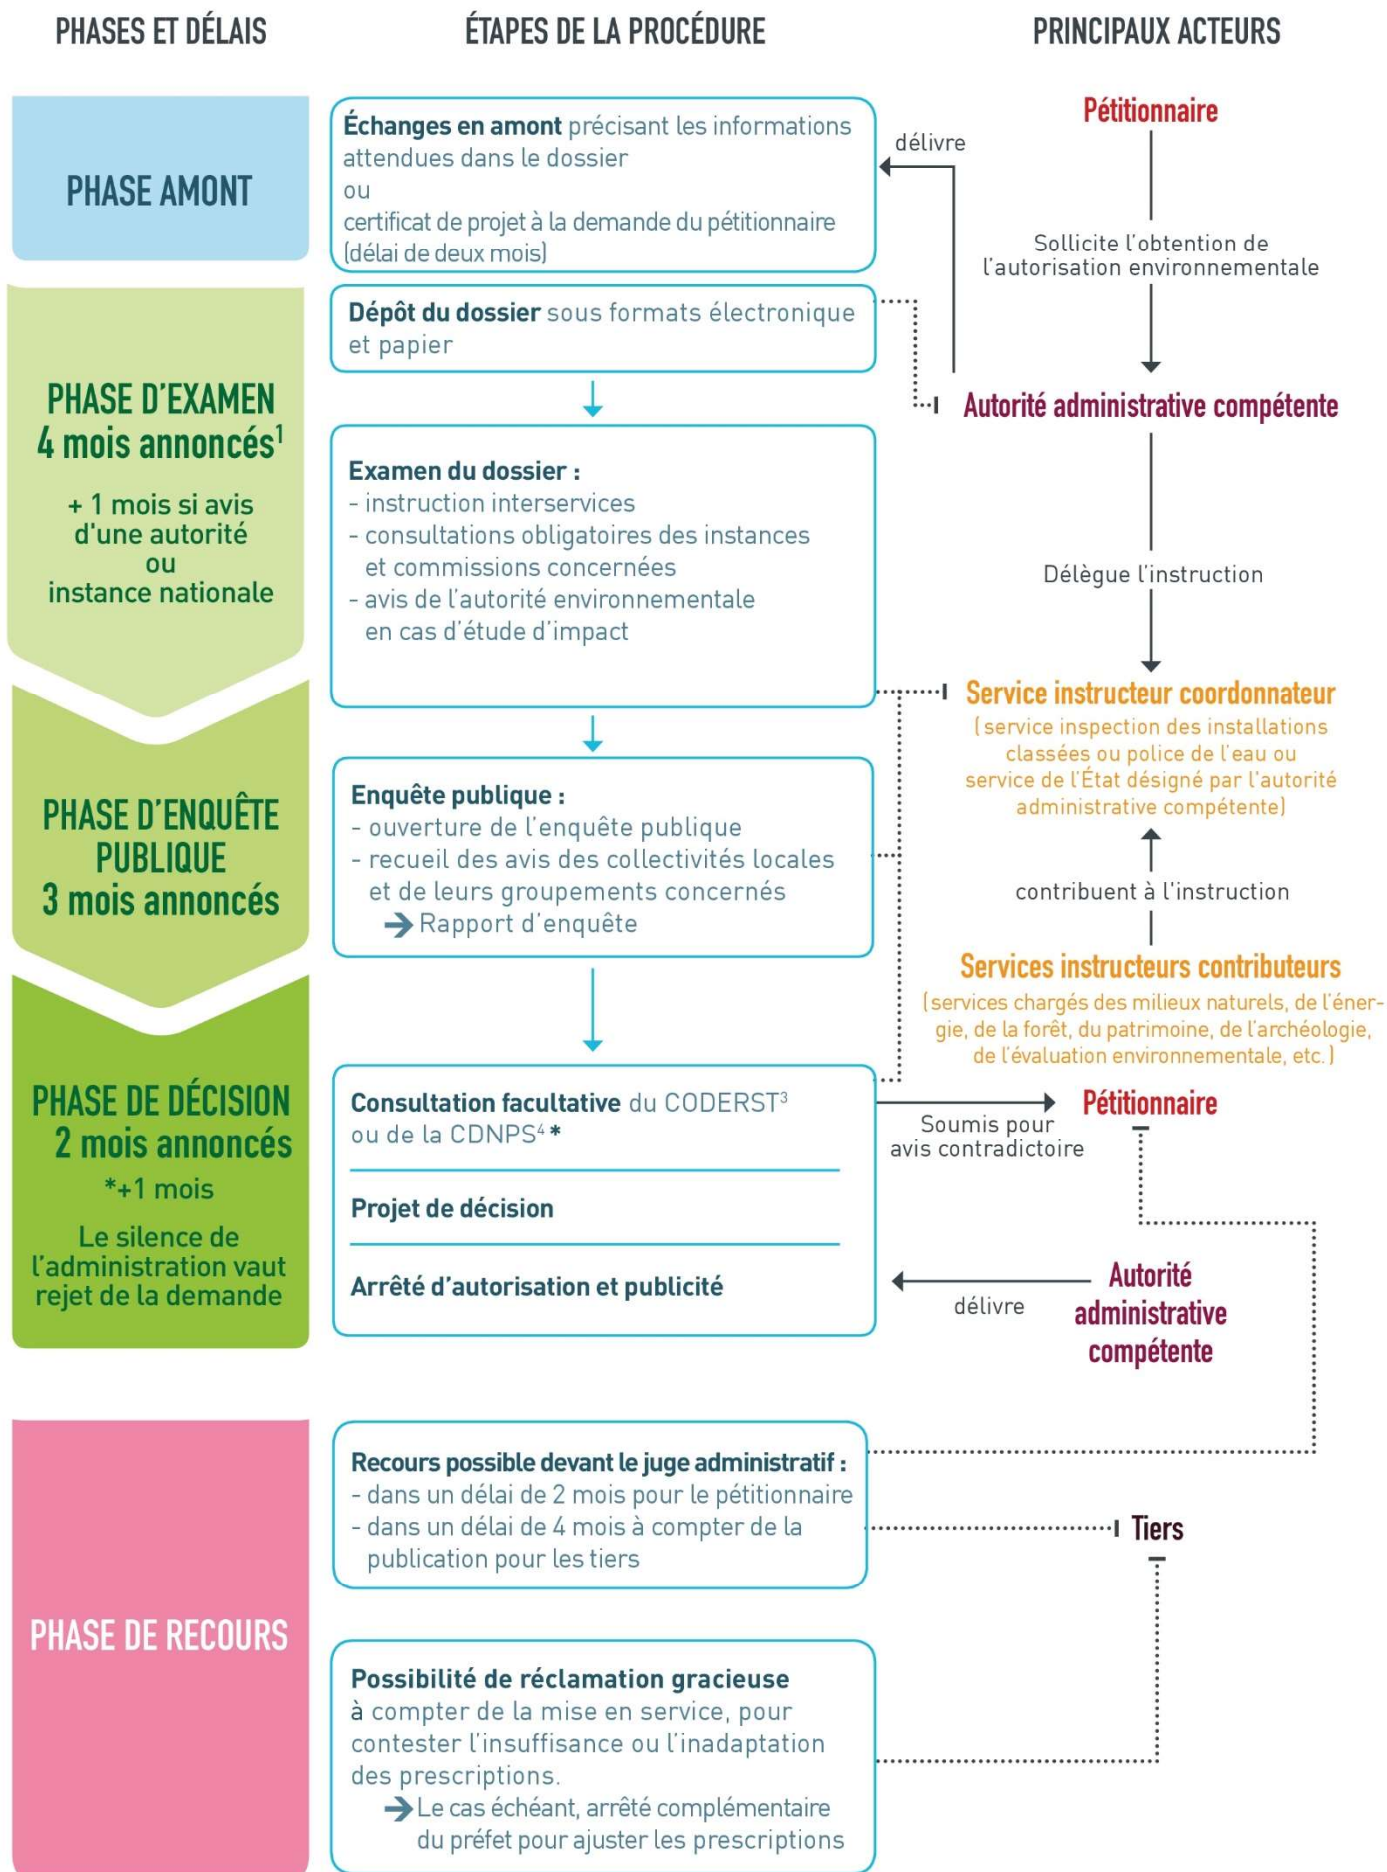 PHASES ET DÉLAIS
ÉTAPES DE LA PROCÉDURE
PRINCIPAUX ACTEURS
PHASE AMONT
Échanges en amont précisant les informations
attendues dans le dossier
ou
certificat de projet à la demande du pétitionnaire
(délai de deux mois)
délivre
Pétitionnaire
Sollicite l'obtention de
l'autorisation environnementale
PHASE D'EXAMEN
4 mois annoncés¹
+ 1 mois si avis
d'une autorité
ou
instance nationale
Dépôt du dossier sous formats électronique
et papier
Autorité administrative compétente
Examen du dossier :
- instruction interservices
- consultations obligatoires des instances
et commissions concernées
- avis de l'autorité environnementale
en cas d'étude d'impact
Délègue l'instruction
Service instructeur coordonnateur
(service inspection des installations
classées ou police de l'eau ou
service de l'État désigné par l'autorité
administrative compétente)
PHASE D'ENQUÊTE
PUBLIQUE
3 mois annoncés
Enquête publique :
- ouverture de l'enquête publique
- recueil des avis des collectivités locales
et de leurs groupements concernés
→ Rapport d'enquête
contribuent à l'instruction
Services instructeurs contributeurs
(services chargés des milieux naturels, de l'éner-
gie, de la forêt, du patrimoine, de l'archéologie,
de l'évaluation environnementale, etc.)
PHASE DE DÉCISION
2 mois annoncés
*+1 mois
Le silence de
l'administration vaut
rejet de la demande
Consultation facultative du CODERST³
ou de la CDNPS⁴ *
Projet de décision
Arrêté d'autorisation et publicité
Soumis pour
avis contradictoire
Pétitionnaire
délivre
Autorité
administrative
compétente
PHASE DE RECOURS
Recours possible devant le juge administratif :
- dans un délai de 2 mois pour le pétitionnaire
- dans un délai de 4 mois à compter de la
publication pour les tiers
Tiers
Possibilité de réclamation gracieuse
à compter de la mise en service, pour
contester l'insuffisance ou l'inadaptation
des prescriptions.
→ Le cas échéant, arrêté complémentaire
du préfet pour ajuster les prescriptions